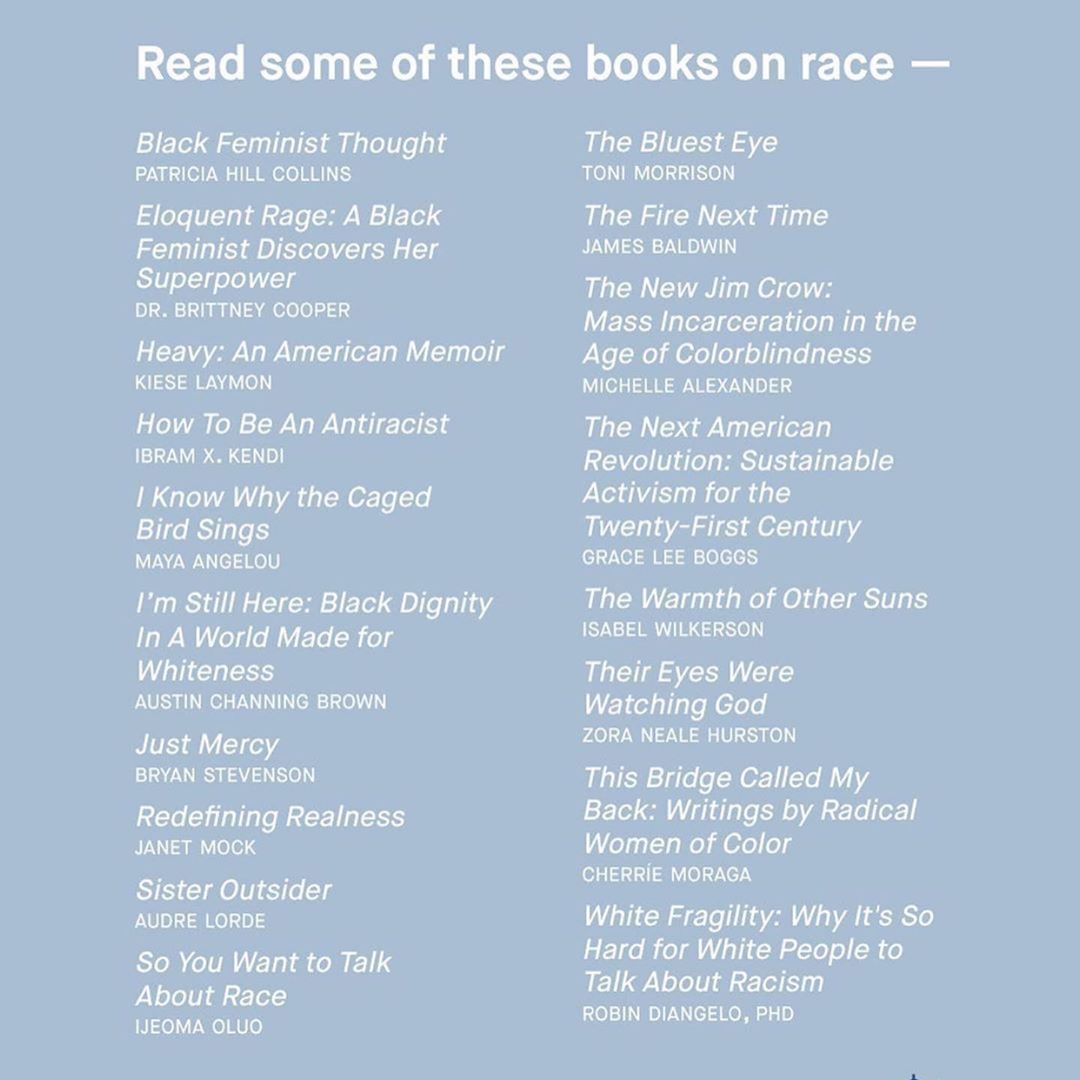 Read some of these books on race —
Black Feminist Thought
PATRICIA HILL COLLINS
Eloquent Rage: A Black
Feminist Discovers Her
Superpower
DR. BRITTNEY COOPER
Heavy: An American Memoir
KIESE LAYMON
How To Be An Antiracist
IBRAM X. KENDI
I Know Why the Caged
Bird Sings
MAYA ANGELOU
I’m Still Here: Black Dignity
In A World Made for
Whiteness
AUSTIN CHANNING BROWN
Just Mercy
BRYAN STEVENSON
Redefining Realness
JANET MOCK
Sister Outsider
AUDRE LORDE
So You Want to Talk
About Race
IJEOMA OLUO
The Bluest Eye
TONI MORRISON
The Fire Next Time
JAMES BALDWIN
The New Jim Crow:
Mass Incarceration in the
Age of Colorblindness
MICHELLE ALEXANDER
The Next American
Revolution: Sustainable
Activism for the
Twenty-First Century
GRACE LEE BOGGS
The Warmth of Other Suns
ISABEL WILKERSON
Their Eyes Were
Watching God
ZORA NEALE HURSTON
This Bridge Called My
Back: Writings by Radical
Women of Color
CHERRÍE MORAGA
White Fragility: Why It's So
Hard for White People to
Talk About Racism
ROBIN DIANGELO, PHD